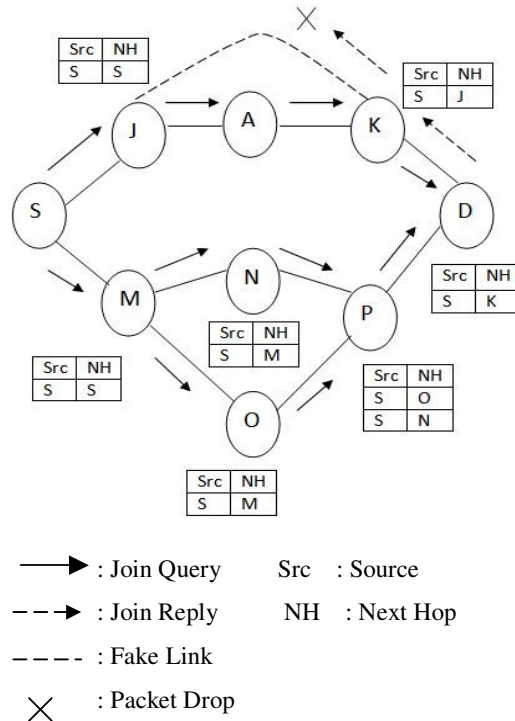 Src NH
S S
Src NH
S J
J
A
K
S
D
M
N
P
Src NH
S K
Src NH
S M
Src NH
S S
Src NH
S O
S N
O
Src NH
S M
: Join Query Src : Source
: Join Reply NH : Next Hop
: Fake Link
: Packet Drop